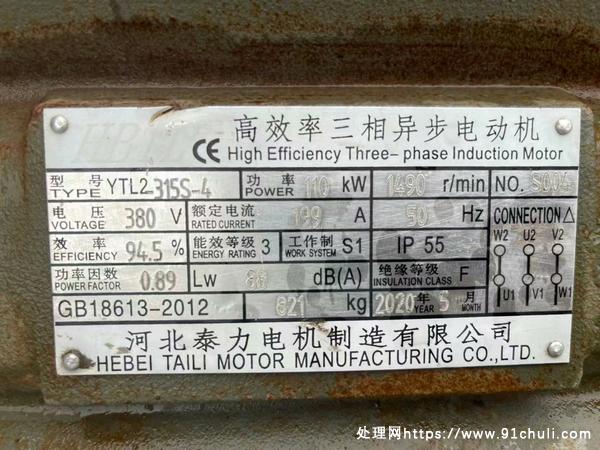 CE 高效率三相异步电动机
High Efficiency Three-phase Induction Motor
型号 TYPE YTL2 315S-4 功率 POWER 110 kW 1490 r/min NO. S004
电压 VOLTAGE 380 V 额定电流 RATED CURRENT 199 A 50 Hz CONNECTION △
效率 EFFICIENCY 94.5 % 能效等级 ENERGY RATING 3 工作制 WORK SYSTEM S1 IP 55 W2 U2 V2
功率因数 POWER FACTOR 0.89 Lw dB(A) 绝缘等级 INSULATION CLASS F U1 V1 W1
GB18613-2012 821 kg 2020 年 YEAR 5 月 MONTH
河北泰力电机制造有限公司
HEBEI TAILI MOTOR MANUFACTURING CO.,LTD.
处理网https://www.91chuli.com/